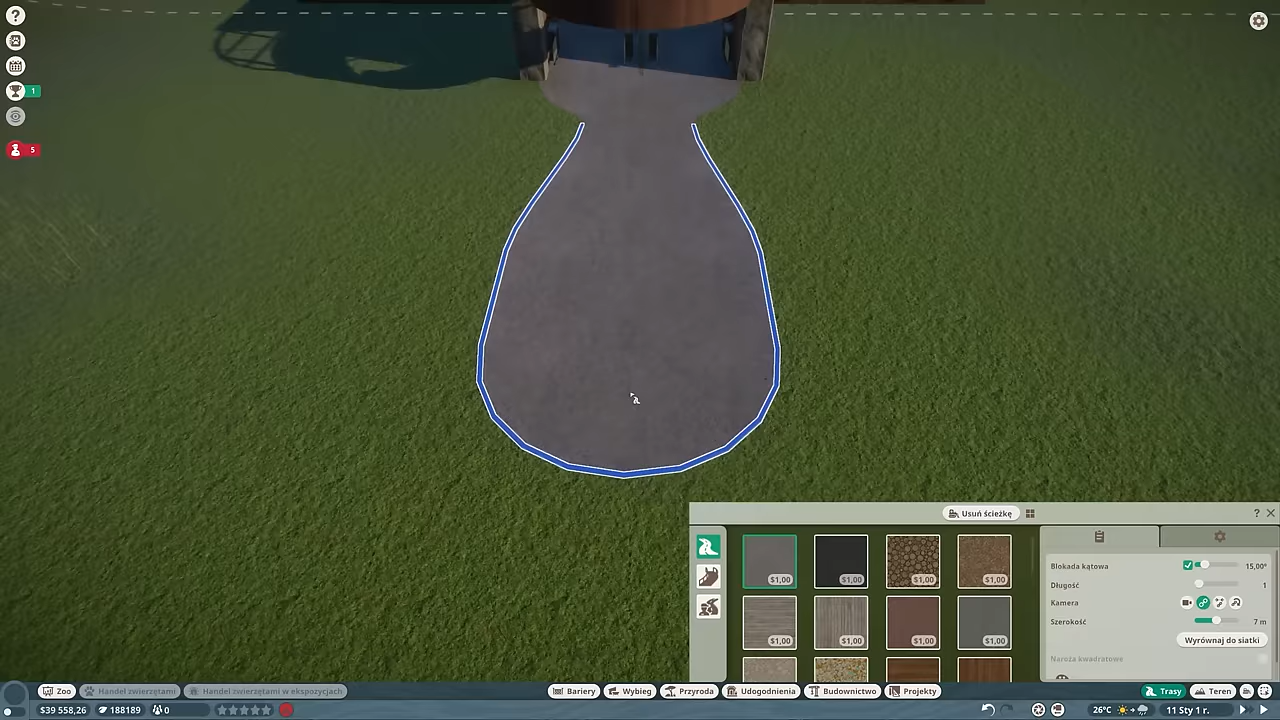 ?
1
5
Usuń ścieżkę
?
$1,00
$1,00
$1,00
$1,00
$1,00
$1,00
$1,00
$1,00
Blokada kątowa
15,00°
Długość
1
Kamera
Szerokość
7 m
Wyrównaj do siatki
Naroża kwadratowe
Zoo
Handel zwierzętami
Handel zwierzętami w ekspozycjach
Bariery
Wybieg
Przyroda
Udogodnienia
Budownictwo
Projekty
Trasy
Teren
$39 558,26
188189
0
26°C
11 Sty 1 r.